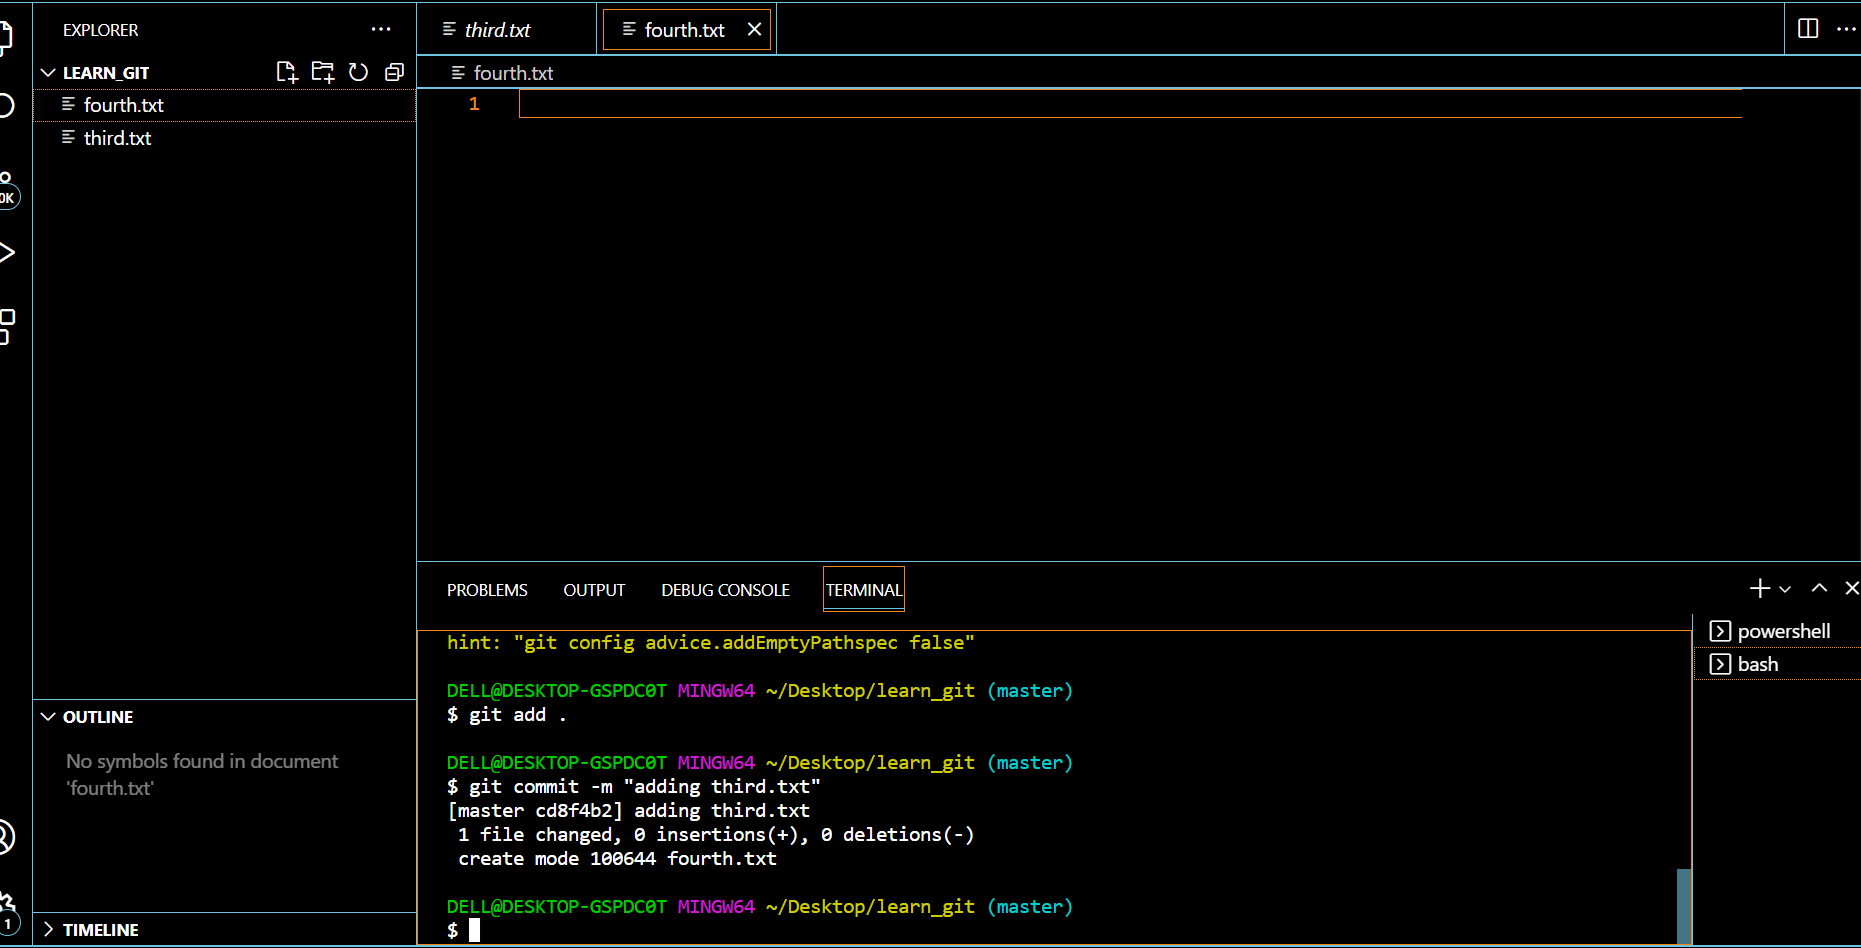 EXPLORER
LEARN_GIT
fourth.txt
third.txt
0K
OUTLINE
No symbols found in document
'fourth.txt'
1
TIMELINE
third.txt
fourth.txt
fourth.txt
1
PROBLEMS OUTPUT DEBUG CONSOLE TERMINAL
hint: "git config advice.addEmptyPathspec false"
DELL@DESKTOP-GSPDC0T MINGW64 ~/Desktop/learn_git (master)
$ git add .
DELL@DESKTOP-GSPDC0T MINGW64 ~/Desktop/learn_git (master)
$ git commit -m "adding third.txt"
[master cd8f4b2] adding third.txt
1 file changed, 0 insertions(+), 0 deletions(-)
create mode 100644 fourth.txt
DELL@DESKTOP-GSPDC0T MINGW64 ~/Desktop/learn_git (master)
$
powershell
bash